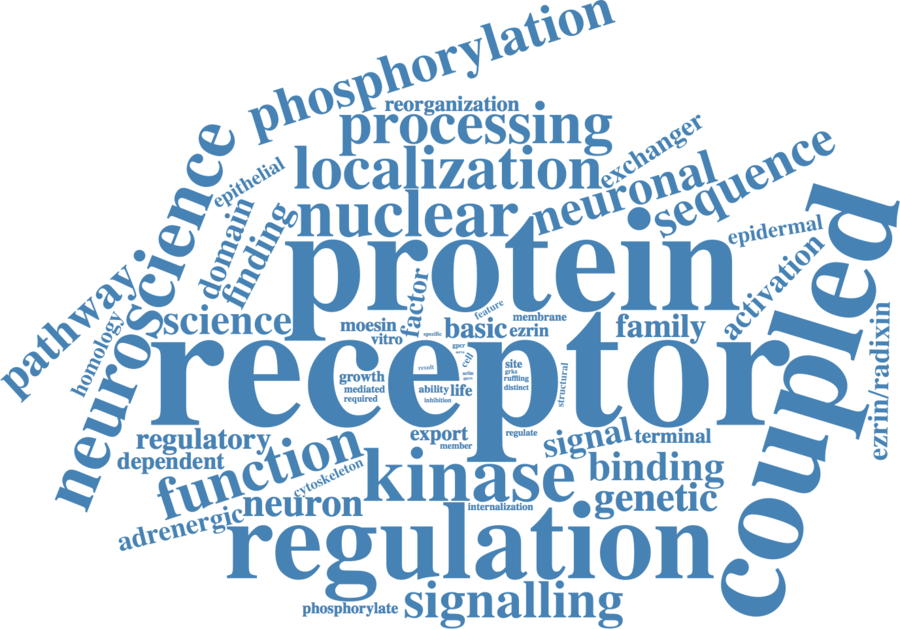 phosphorylation
reorganization
processing
exchanger
localization
epithelial
neuronal
sequence
nuclear
neuroscience
domain
finding
protein
epidermal
activation
coupled
pathway
homology
science
moesin
vitro
factor
feature
membrane
basic
ezrin
specific
family
receptor
gper
cell
result
growth
mediated
required
ability
life
inhibition
site
grks
ruffling
distinct
structural
ezrin/radixm
regulatory
dependent
function
export
member
regulate
signal
terminal
cytoskeleton
kinase
binding
genetic
adrenergic
neuron
internalization
regulation
phosphorylate
signalling